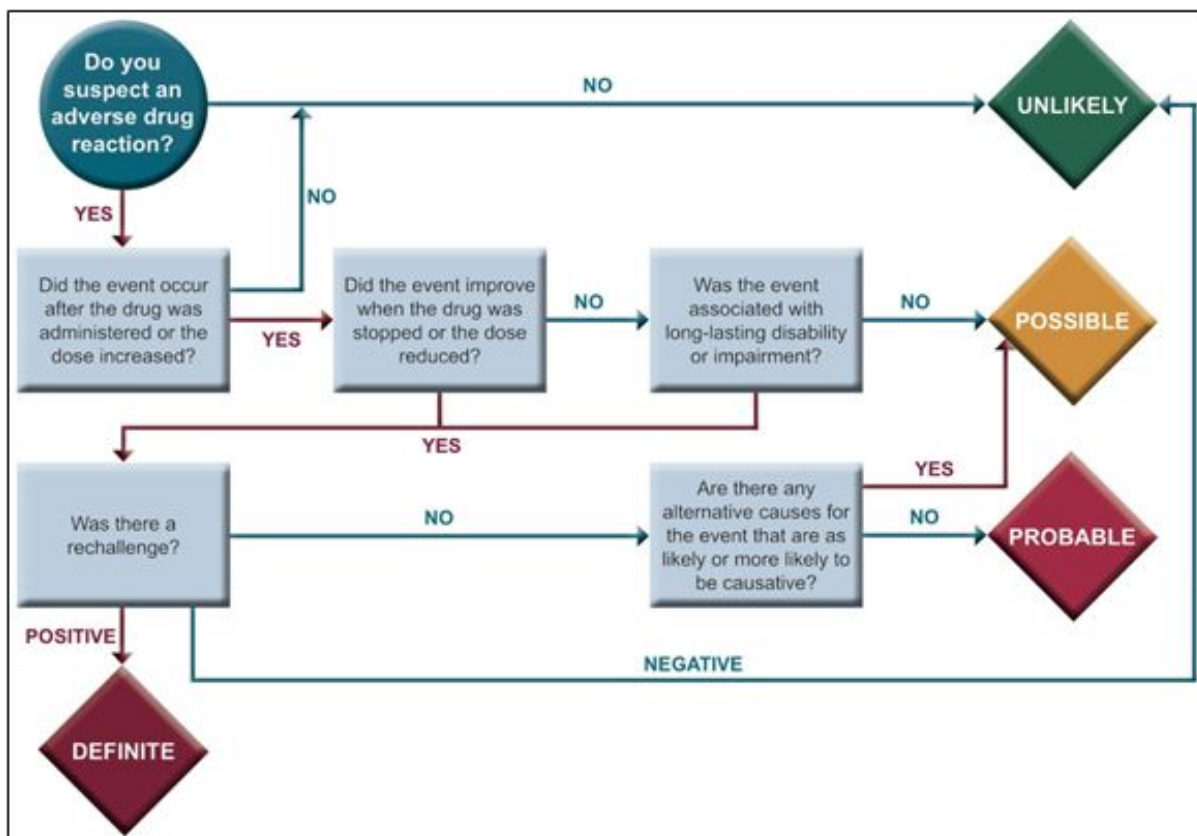 Do you
suspect an
adverse drug
reaction?
NO
UNLIKELY
YES
NO
Did the event occur
after the drug was
administered or the
dose increased?
YES
Did the event improve
when the drug was
stopped or the dose
reduced?
NO
Was the event
associated with
long-lasting disability
or impairment?
NO
POSSIBLE
YES
Was there a
rechallenge?
NO
Are there any
alternative causes for
the event that are as
likely or more likely to
be causative?
YES
NO
PROBABLE
POSITIVE
NEGATIVE
DEFINITE